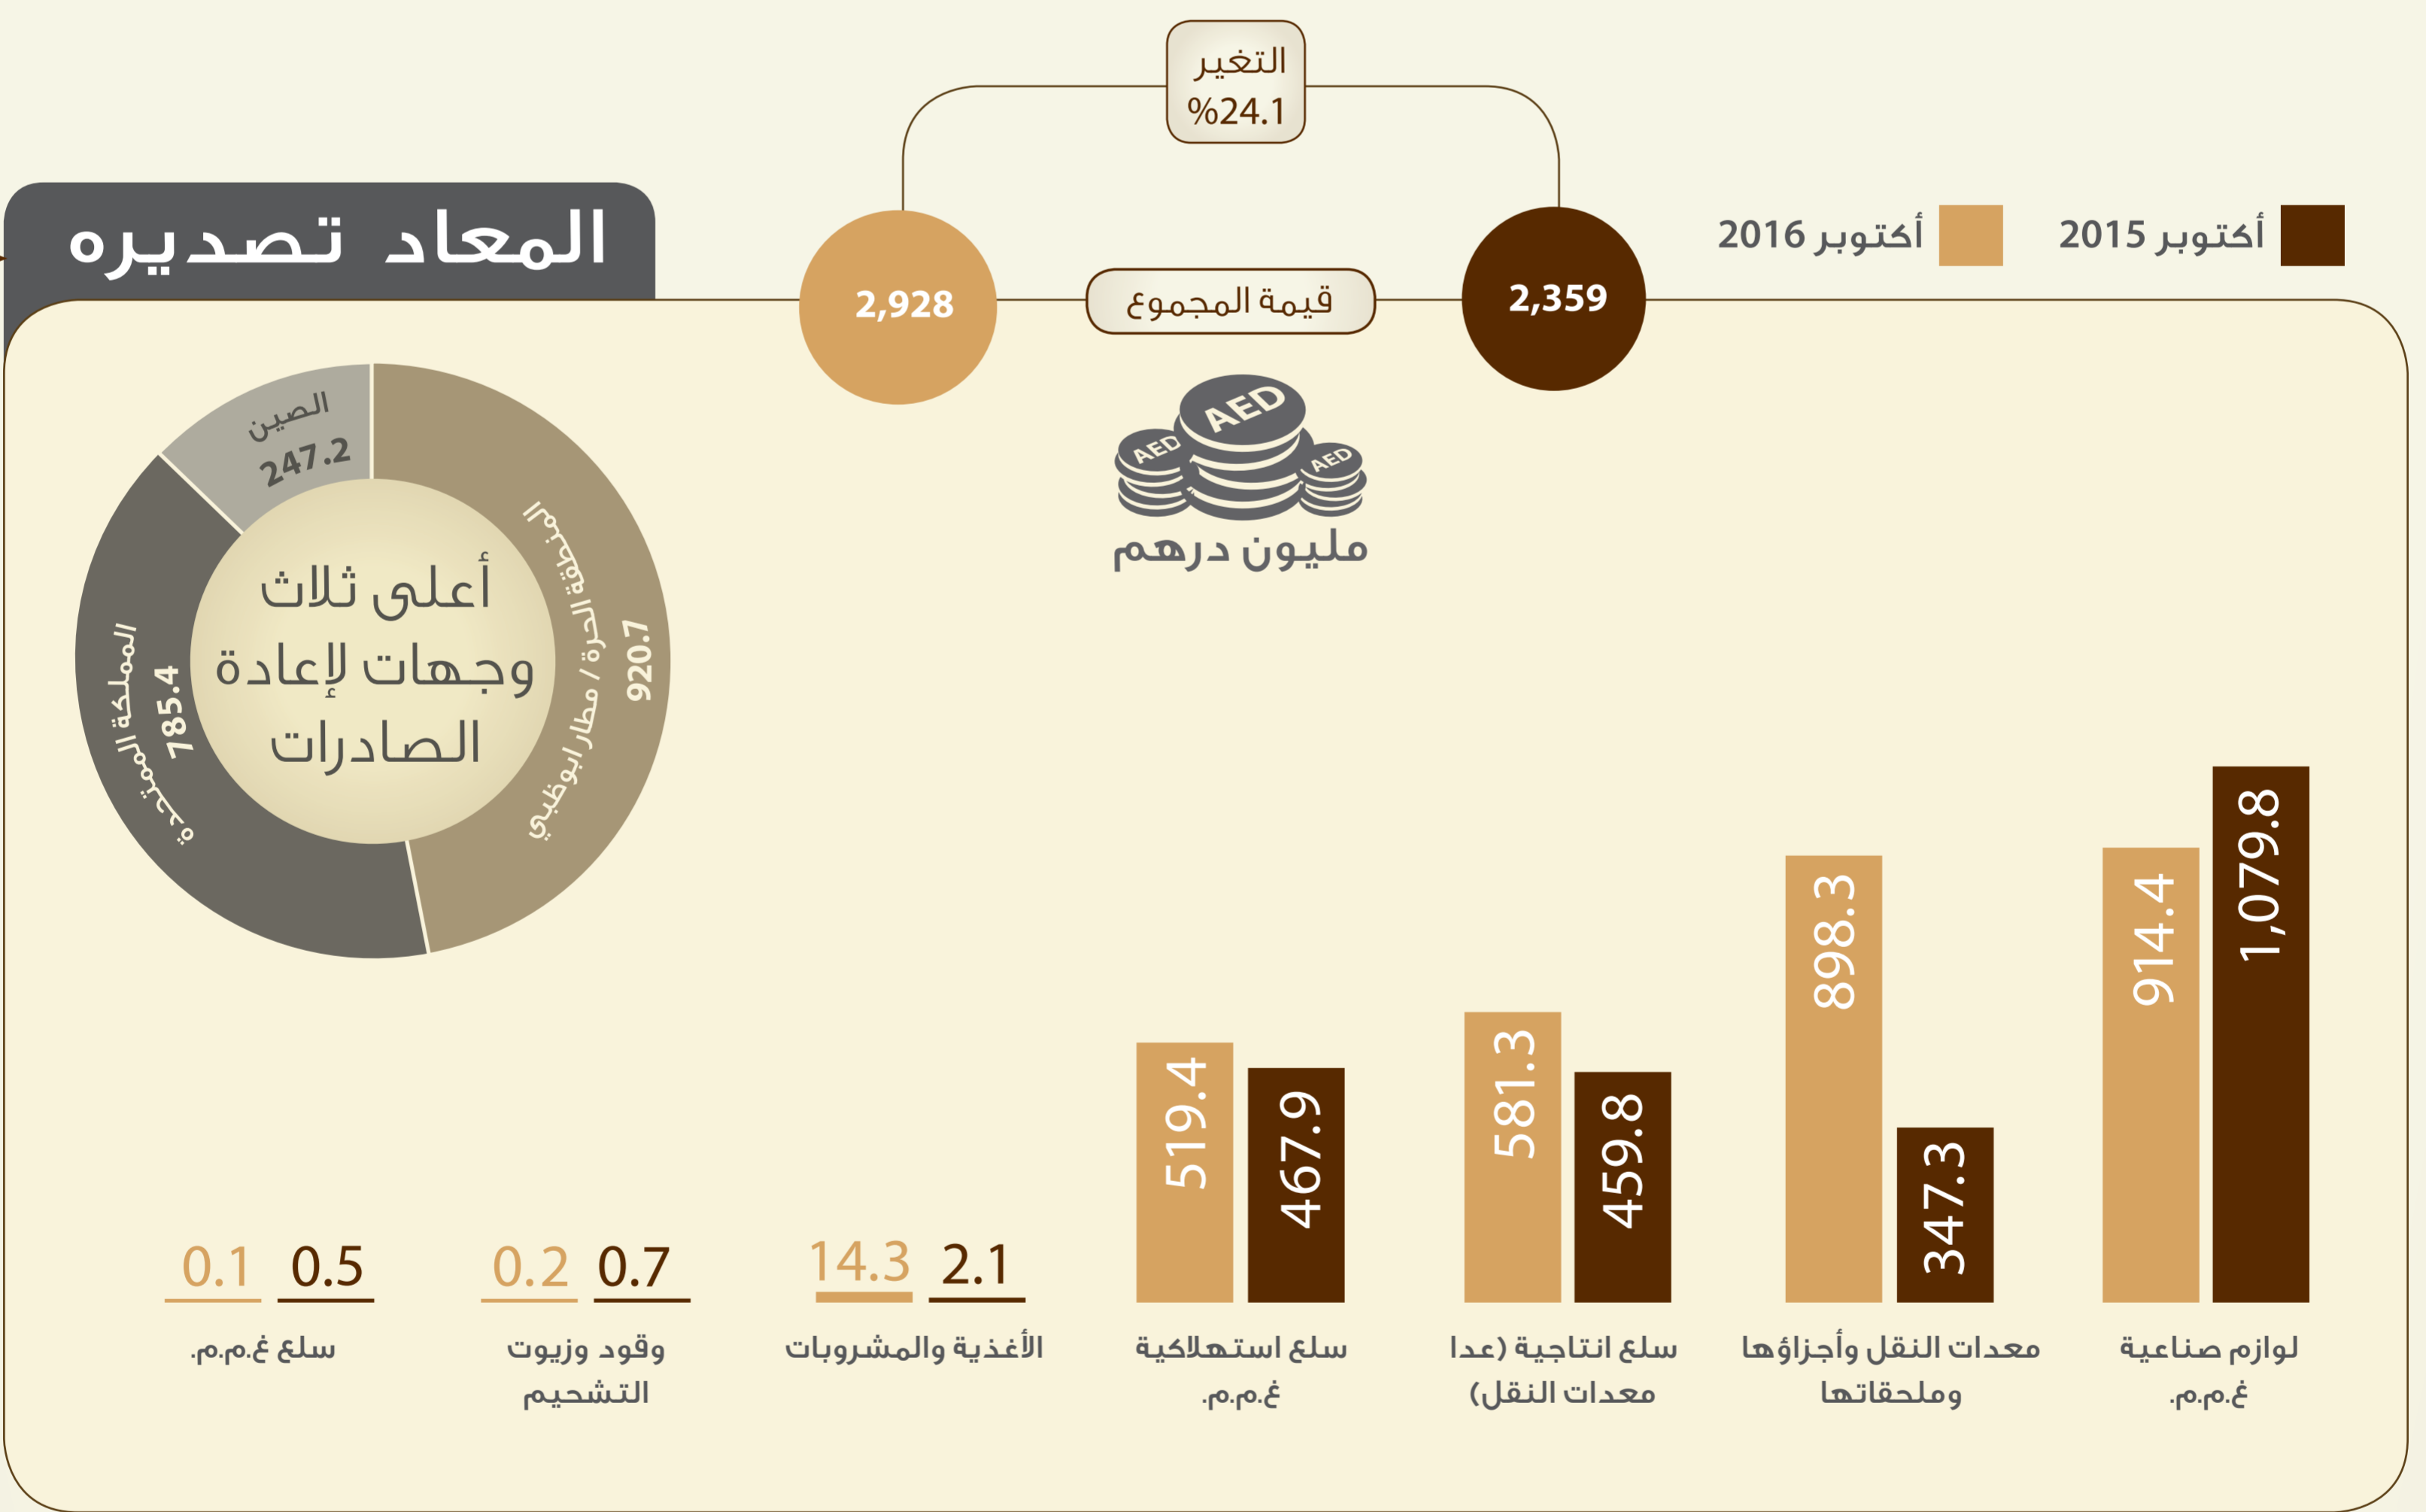 التغير
%24.1
أكتوبر 2015
أكتوبر 2016
المعاد تصديره
2,359
قيمة المجموع
2,928
AED
AED
AED
مليون درهم
الصين
247.2
المنطقة الحرة / مطار ابوظبي
920.7
المملكة المتحدة
785.4
أعلى ثلاث
وجهات لإعادة
الصادرات
1,079.8
914.4
347.3
898.3
459.8
581.3
467.9
519.4
2.1
14.3
0.7
0.2
0.5
0.1
لوازم صناعية
غ.م.م.
معدات النقل وأجزاؤها
وملحقاتها
سلع انتاجية (عدا
معدات النقل)
سلع استهلاكية
غ.م.م.
الأغذية والمشروبات
وقود وزيوت
التشحيم
سلع غ.م.م.